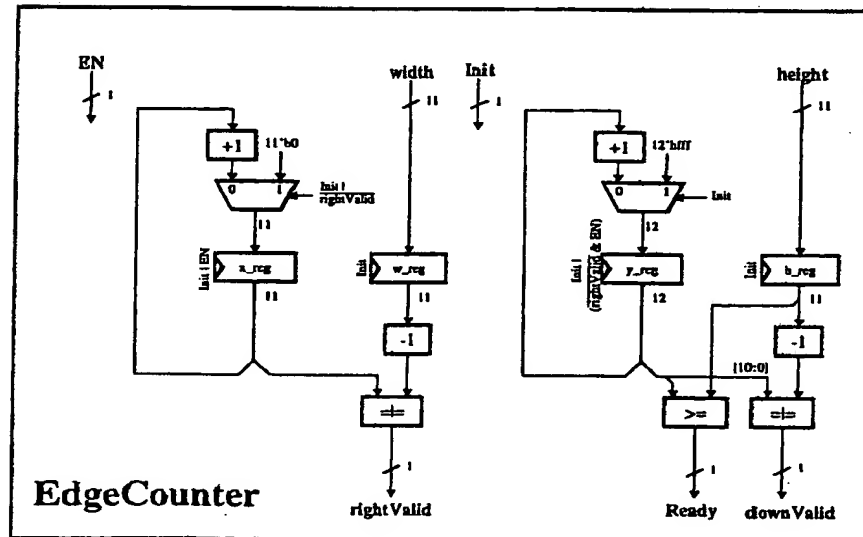 EN
width
Init
height
1
11
1
11
+1
11'b0
+1
12'hfff
0 1
Init |
rightValid
0 1
Init
11
12
Init | EN
x_reg
Init
w_reg
Init |
(rightValid & EN)
y_reg
Init
h_reg
11
11
12
11
-1
-1
[10:0]
=|=
>=
=|=
1
1
1
EdgeCounter
rightValid
Ready
downValid